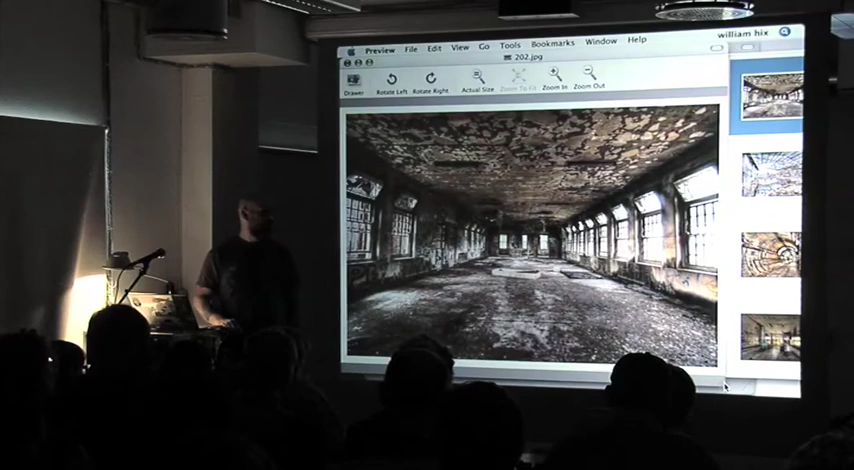 Preview File Edit View Go Tools Bookmarks Window Help william hix
202.jpg
Drawer Rotate Left Rotate Right Actual Size Zoom To Fit Zoom In Zoom Out